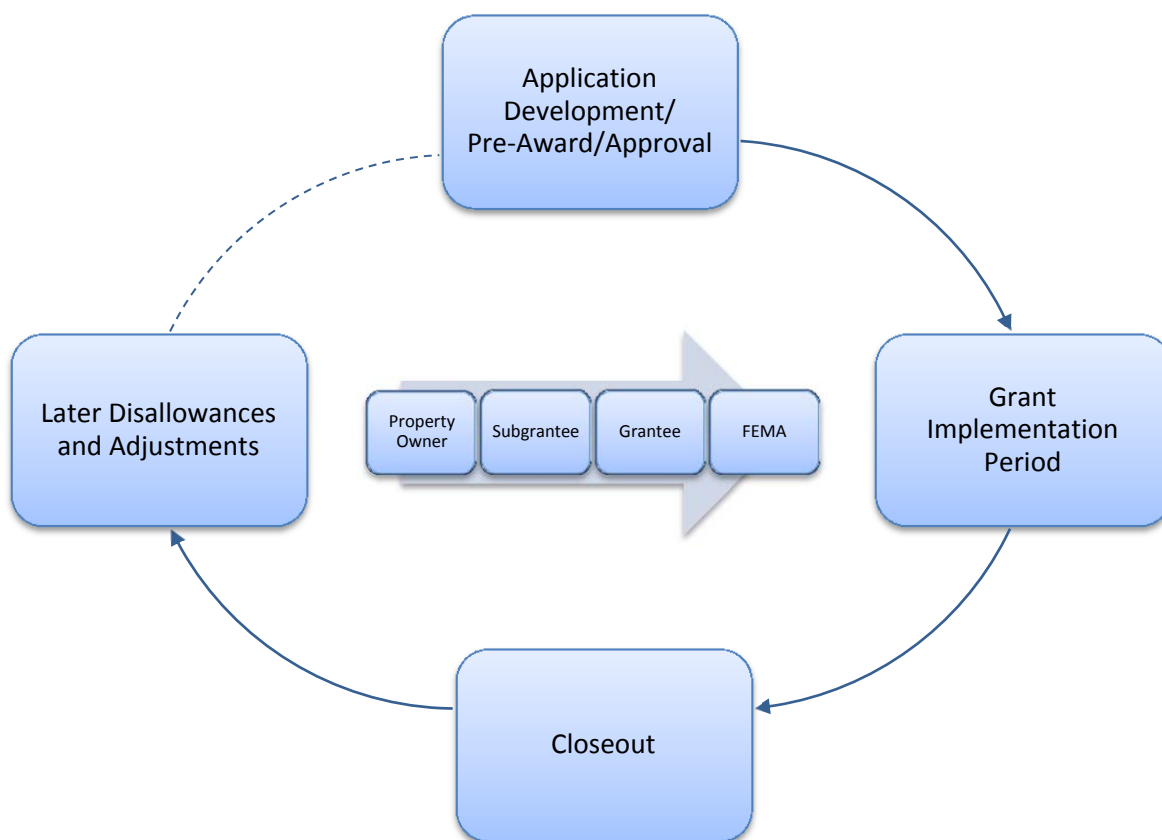 Application
Development/
Pre-Award/Approval
Later Disallowances
and Adjustments
Property
Owner
Subgrantee
Grantee
FEMA
Grant
Implementation
Period
Closeout